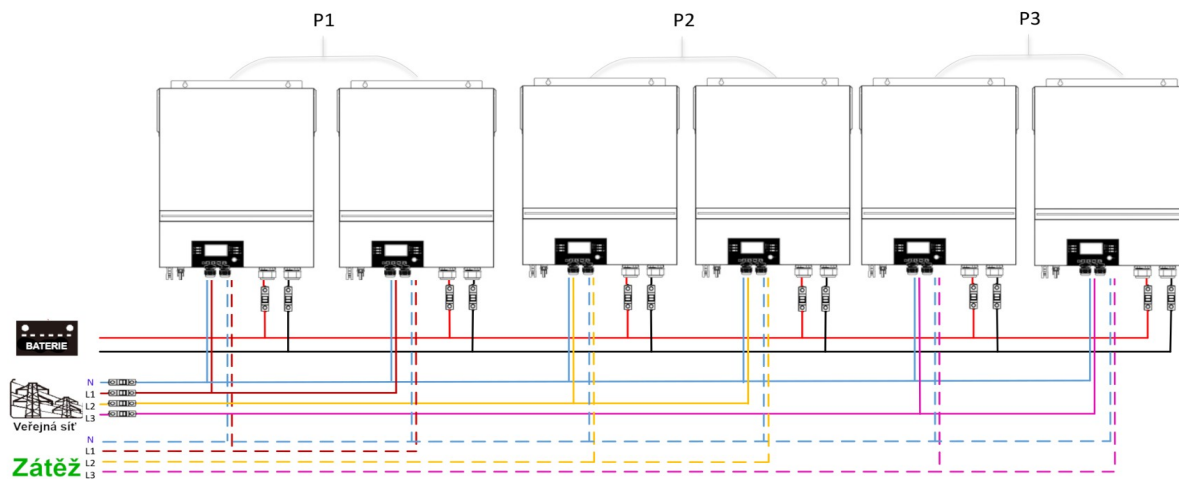 P1
P2
P3
BATERIE
N
L1
L2
L3
Veřejná síť
N
L1
L2
L3
Zátěž